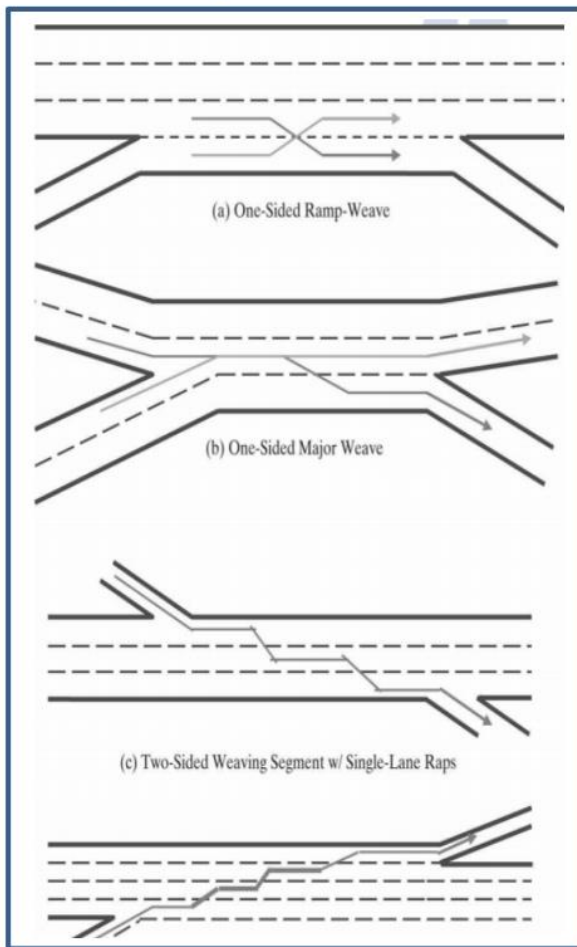 (a) One-Sided Ramp-Weave
(b) One-Sided Major Weave
(c) Two-Sided Weaving Segment w/ Single-Lane Raps